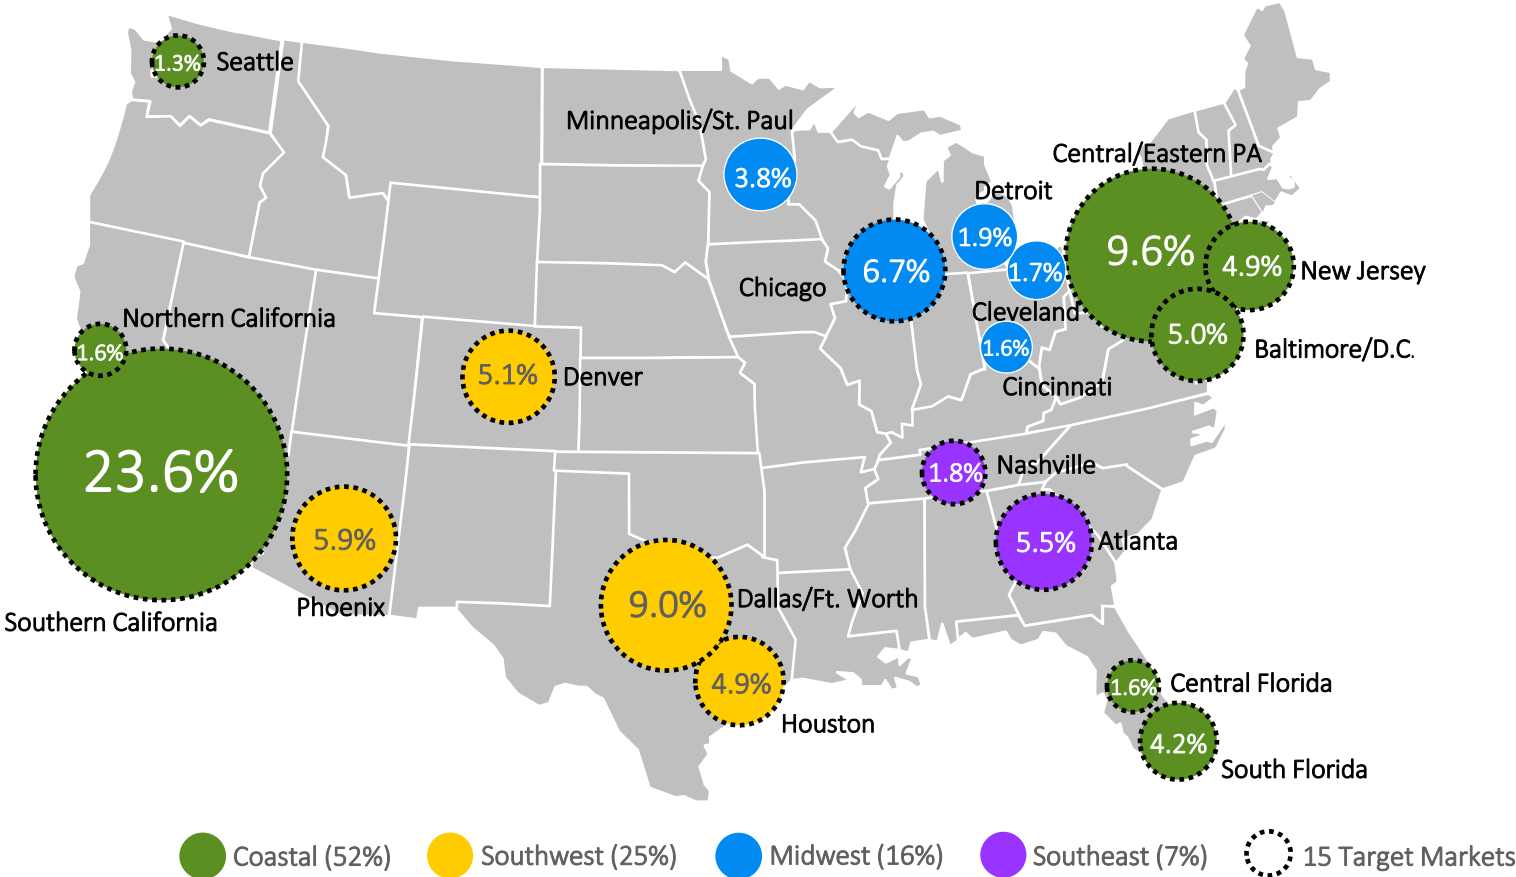 1.3%
Seattle
Minneapolis/St. Paul
3.8%
Central/Eastern PA
9.6%
Detroit
1.9%
1.7%
Cleveland
Chicago
6.7%
4.9%
New Jersey
5.0%
Baltimore/D.C.
1.6%
Cincinnati
Northern California
1.6%
5.1%
Denver
23.6%
Southern California
5.9%
Phoenix
1.8%
Nashville
5.5%
Atlanta
9.0%
Dallas/Ft. Worth
4.9%
Houston
1.6%
Central Florida
4.2%
South Florida
Coastal (52%)
Southwest (25%)
Midwest (16%)
Southeast (7%)
15 Target Markets